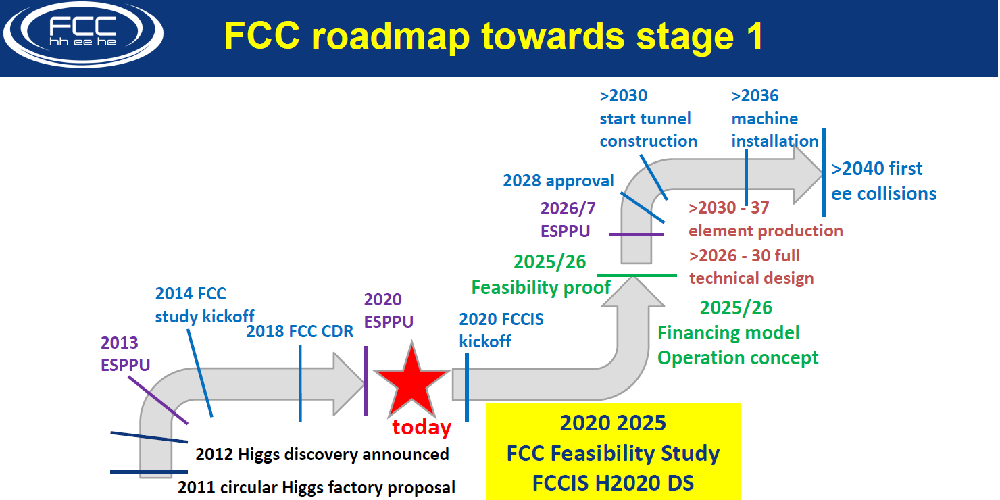 FCC
hh ee he
FCC roadmap towards stage 1
>2030
start tunnel
construction
>2036
machine
installation
>2040 first
ee collisions
2028 approval
2026/7
ESPPU
>2030 - 37
element production
2025/26
Feasibility proof
>2026 - 30 full
technical design
2025/26
Financing model
Operation concept
2014 FCC
study kickoff
2018 FCC CDR
2020
ESPPU
2020 FCCIS
kickoff
2013
ESPPU
today
2012 Higgs discovery announced
2011 circular Higgs factory proposal
2020 2025
FCC Feasibility Study
FCCIS H2020 DS